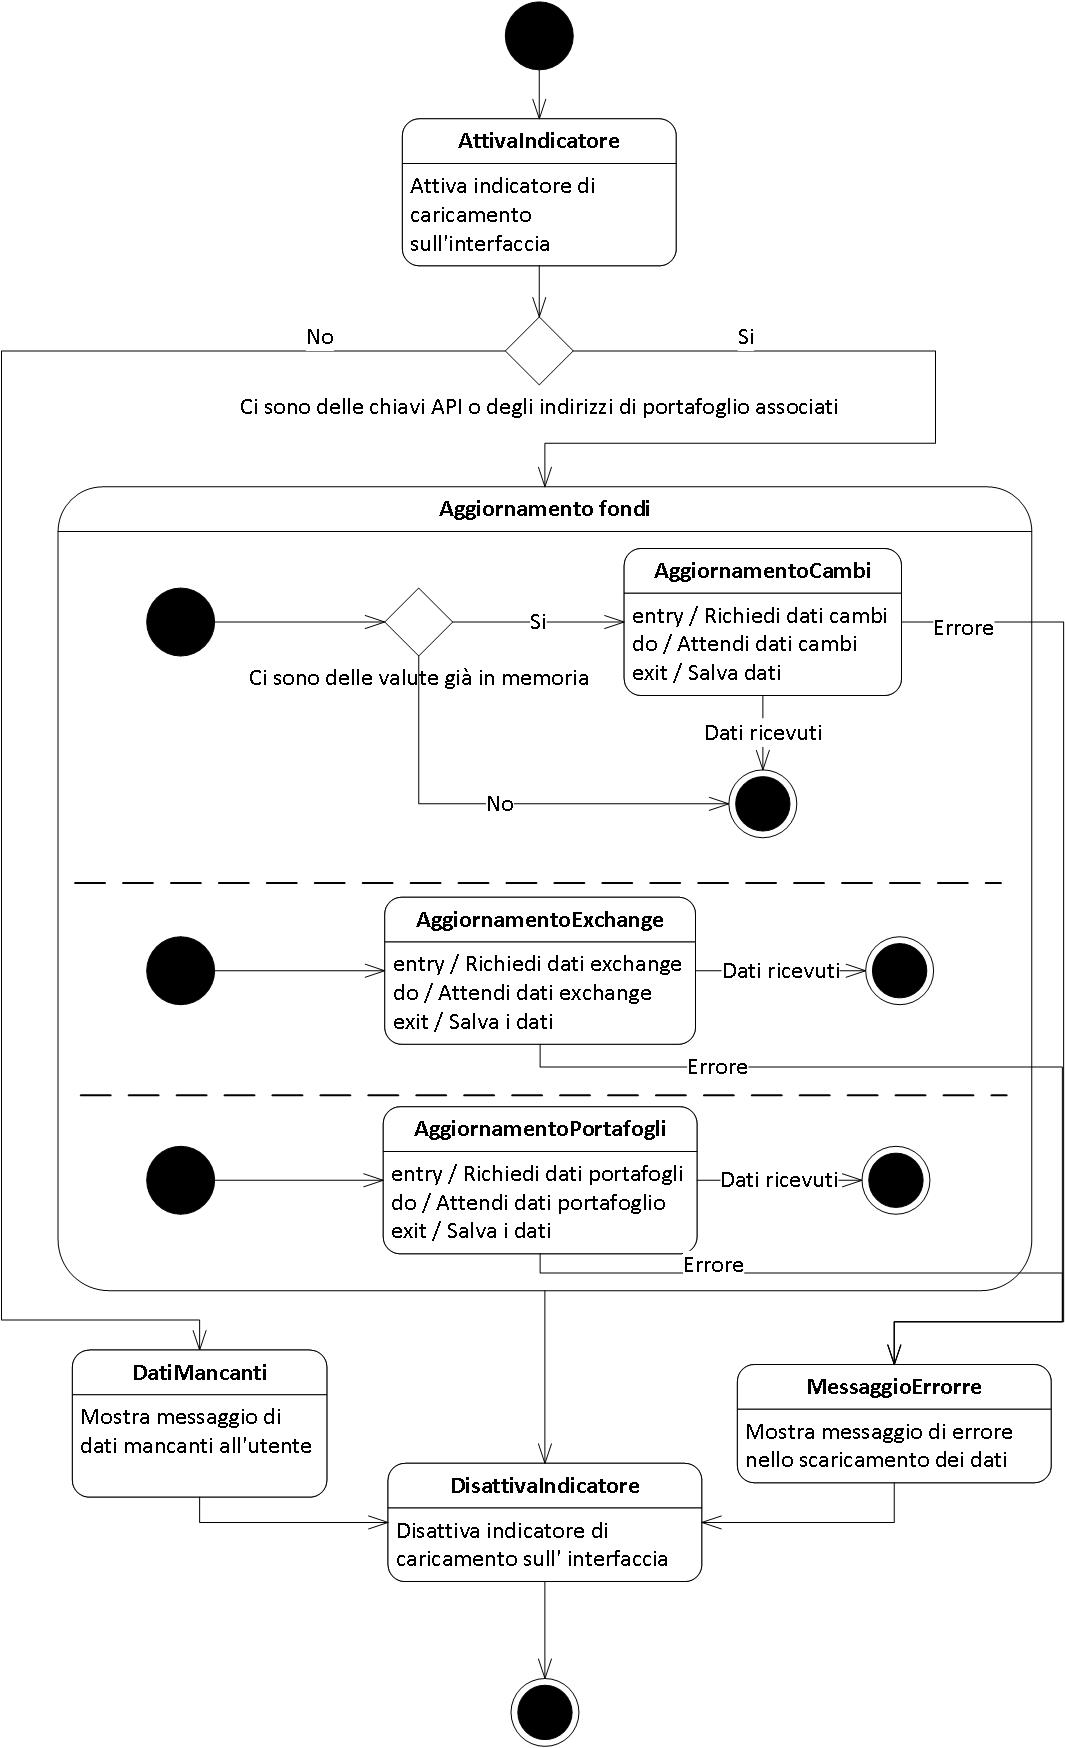 AttivaIndicatore
Attiva indicatore di
caricamento
sull'interfaccia
No
Si
Ci sono delle chiavi API o degli indirizzi di portafoglio associati
Aggiornamento fondi
AggiornamentoCambi
entry / Richiedi dati cambi
do / Attendi dati cambi
exit / Salva dati
Si
Errore
Ci sono delle valute già in memoria
Dati ricevuti
No
AggiornamentoExchange
entry / Richiedi dati exchange
do / Attendi dati exchange
exit / Salva i dati
Dati ricevuti
Errore
AggiornamentoPortafogli
entry / Richiedi dati portafogli
do / Attendi dati portafoglio
exit / Salva i dati
Dati ricevuti
Errore
DatiMancanti
Mostra messaggio di
dati mancanti all'utente
MessaggioErrorre
Mostra messaggio di errore
nello scaricamento dei dati
DisattivaIndicatore
Disattiva indicatore di
caricamento sull' interfaccia